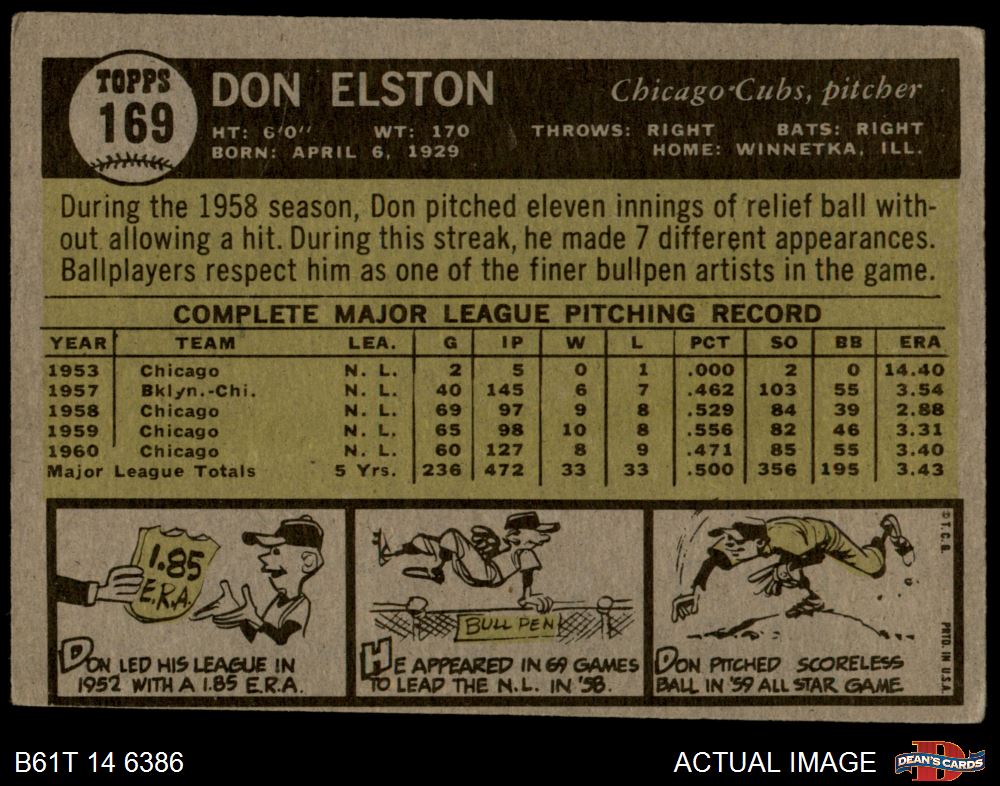 TOPPS
169
DON ELSTON
Chicago Cubs, pitcher
HT: 6'0" WT: 170 THROWS: RIGHT BATS: RIGHT
BORN: APRIL 6, 1929 HOME: WINNETKA, ILL.
During the 1958 season, Don pitched eleven innings of relief ball with-
out allowing a hit. During this streak, he made 7 different appearances.
Ballplayers respect him as one of the finer bullpen artists in the game.
COMPLETE MAJOR LEAGUE PITCHING RECORD
YEAR TEAM LEA. G IP W L PCT SO BB ERA
1953 Chicago N. L. 2 5 0 1 .000 2 0 14.40
1957 Bklyn.-Chi. N. L. 40 145 6 7 .462 103 55 3.54
1958 Chicago N. L. 69 97 9 8 .529 84 39 2.88
1959 Chicago N. L. 65 98 10 8 .556 82 46 3.31
1960 Chicago N. L. 60 127 8 9 .471 85 55 3.40
Major League Totals 5 Yrs. 236 472 33 33 .500 356 195 3.43
1.85
E.R.A.
DON LED HIS LEAGUE IN
1952 WITH A 1.85 E.R.A.
BULL PEN
HE APPEARED IN 69 GAMES
TO LEAD THE N.L. IN '58.
DON PITCHED SCORELESS
BALL IN '59 ALL STAR GAME
© T.C.G.
PRTD. IN U.S.A.
B61T 14 6386
ACTUAL IMAGE
D
DEAN'S CARDS